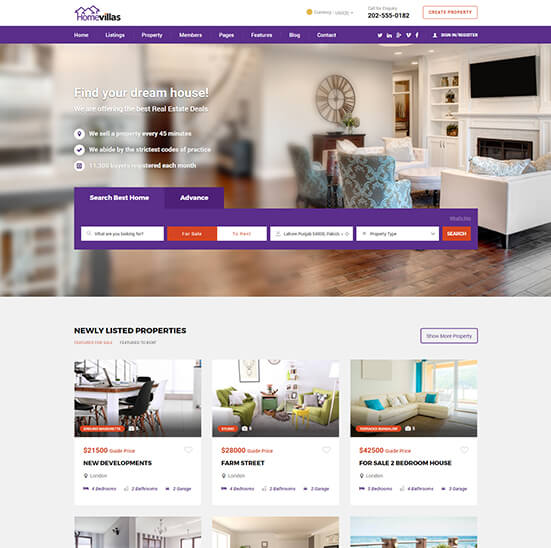 Homevillas
Currency - USD($)
Call for Enquiry
202-555-0182
CREATE PROPERTY
Home Listings Property Members Pages Features Blog Contact SIGN IN/REGISTER
Find your dream house!
We are offering the best Real Estate Deals
We sell a property every 45 minutes
We abide by the strictest codes of practice
11,300 buyers registered each month
Search Best Home Advance
What's this
What are you looking for? For Sale To Rent Lahore Punjab 54000, Pakis Property Type SEARCH
NEWLY LISTED PROPERTIES
FEATURED FOR SALE FEATURED TO RENT
Show More Property
STUDIO
TERRACED BUNGALOW
$21500 Guide Price
NEW DEVELOPMENTS
London
4 Bedrooms 2 Bathrooms 2 Garage
$28000 Guide Price
FARM STREET
London
4 Bedrooms 2 Bathrooms 2 Garage
$42500 Guide Price
FOR SALE 2 BEDROOM HOUSE
London
5 Bedrooms 4 Bathrooms 3 Garage